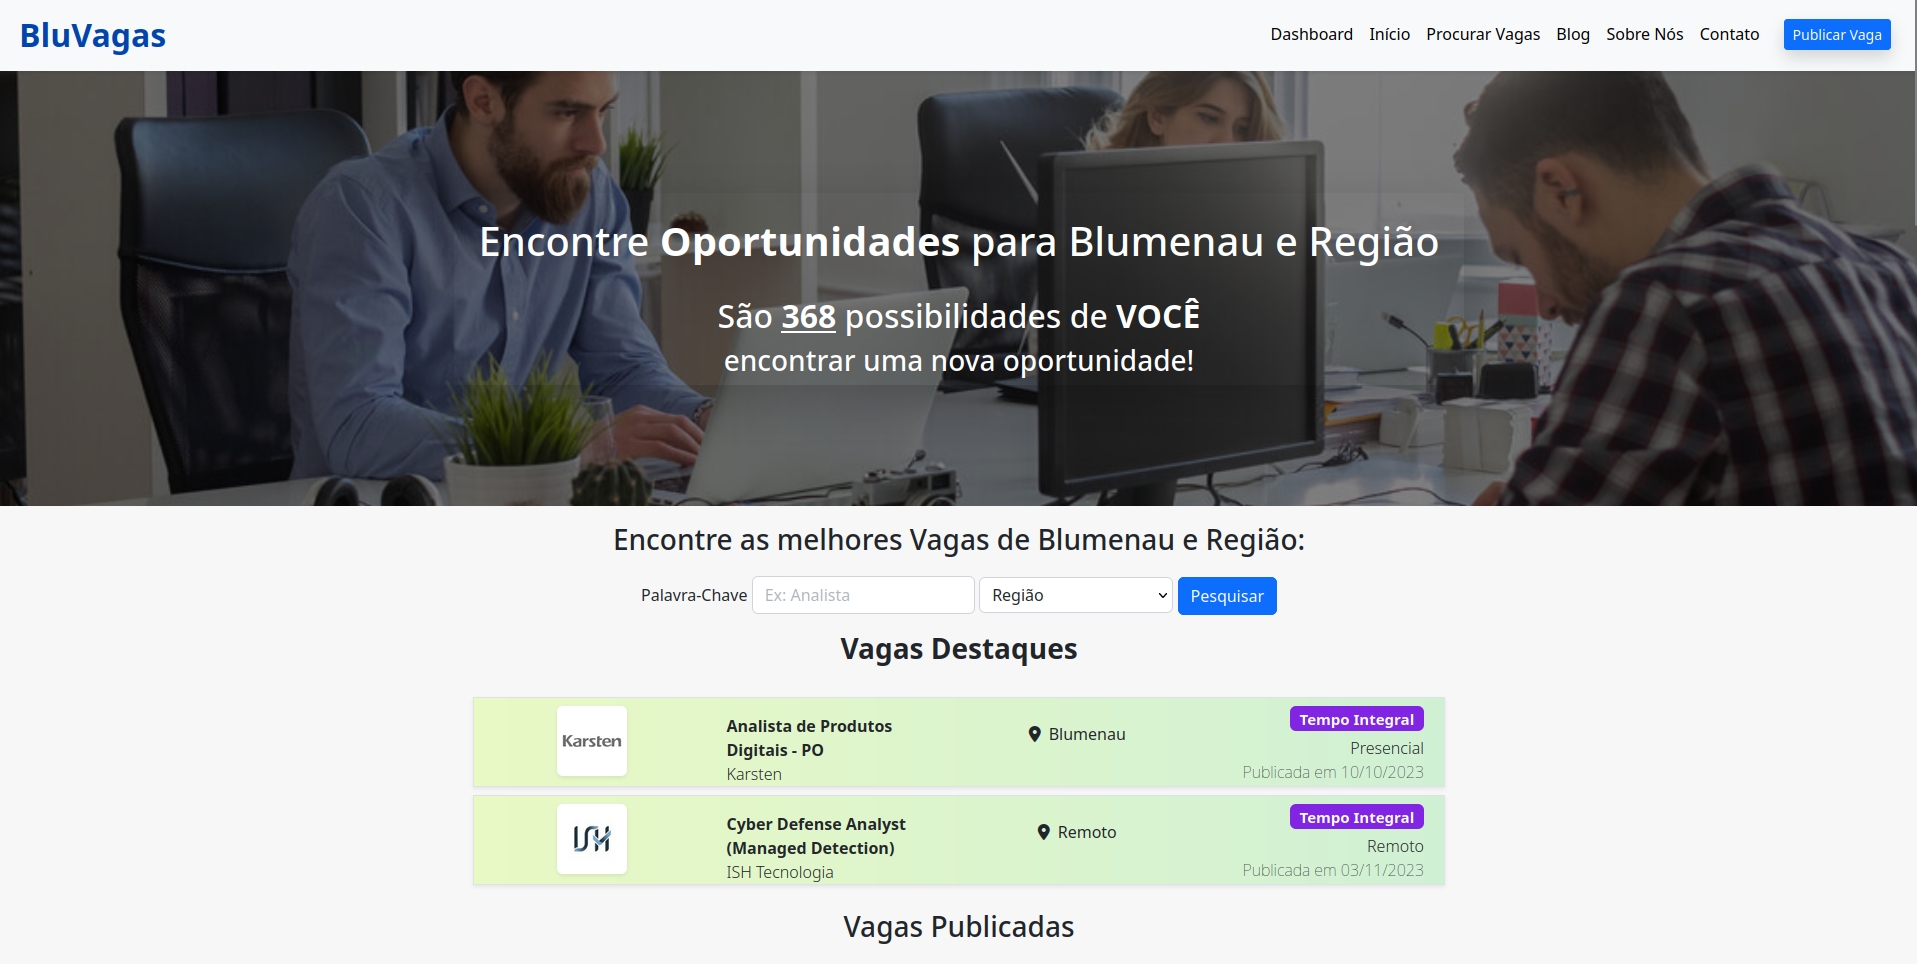 BluVagas
Dashboard Início Procurar Vagas Blog Sobre Nós Contato Publicar Vaga
Encontre Oportunidades para Blumenau e Região
São 368 possibilidades de VOCÊ
encontrar uma nova oportunidade!
Encontre as melhores Vagas de Blumenau e Região:
Palavra-Chave Ex: Analista Região Pesquisar
Vagas Destaques
Karsten
Analista de Produtos
Digitais - PO
Karsten
Blumenau
Tempo Integral
Presencial
Publicada em 10/10/2023
ISH
Cyber Defense Analyst
(Managed Detection)
ISH Tecnologia
Remoto
Tempo Integral
Remoto
Publicada em 03/11/2023
Vagas Publicadas